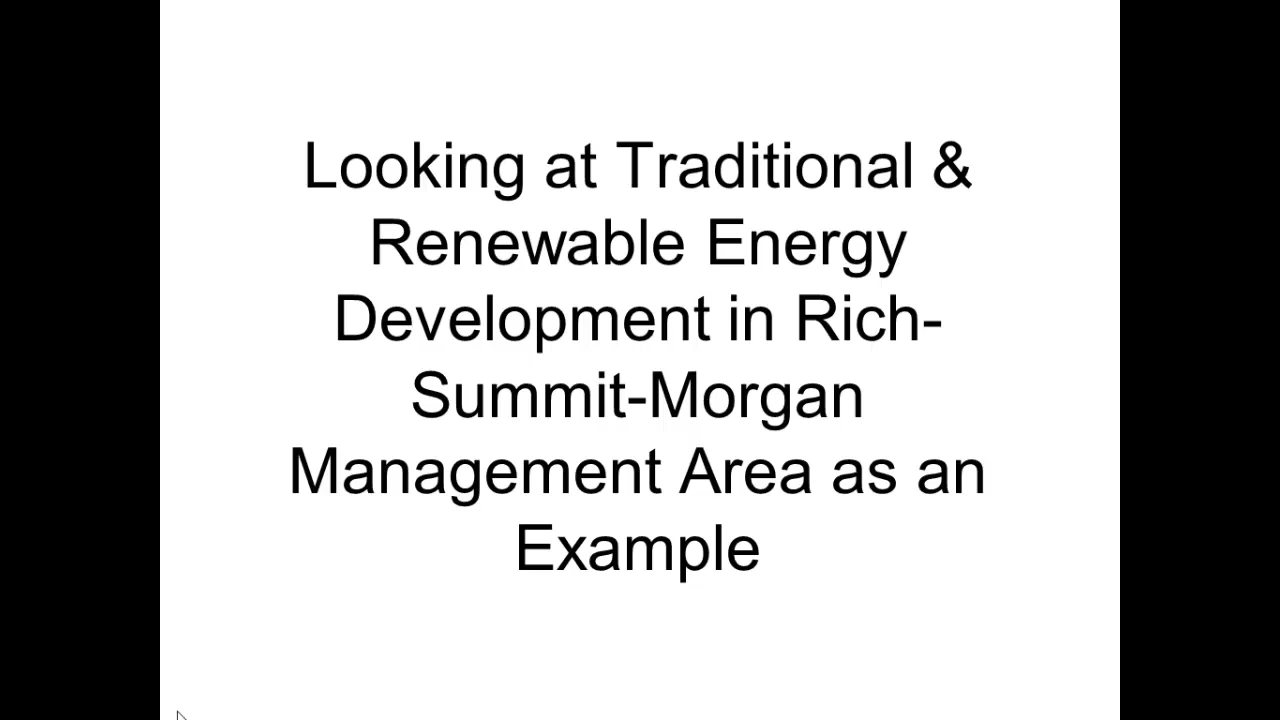 Looking at Traditional &
Renewable Energy
Development in Rich-
Summit-Morgan
Management Area as an
Example